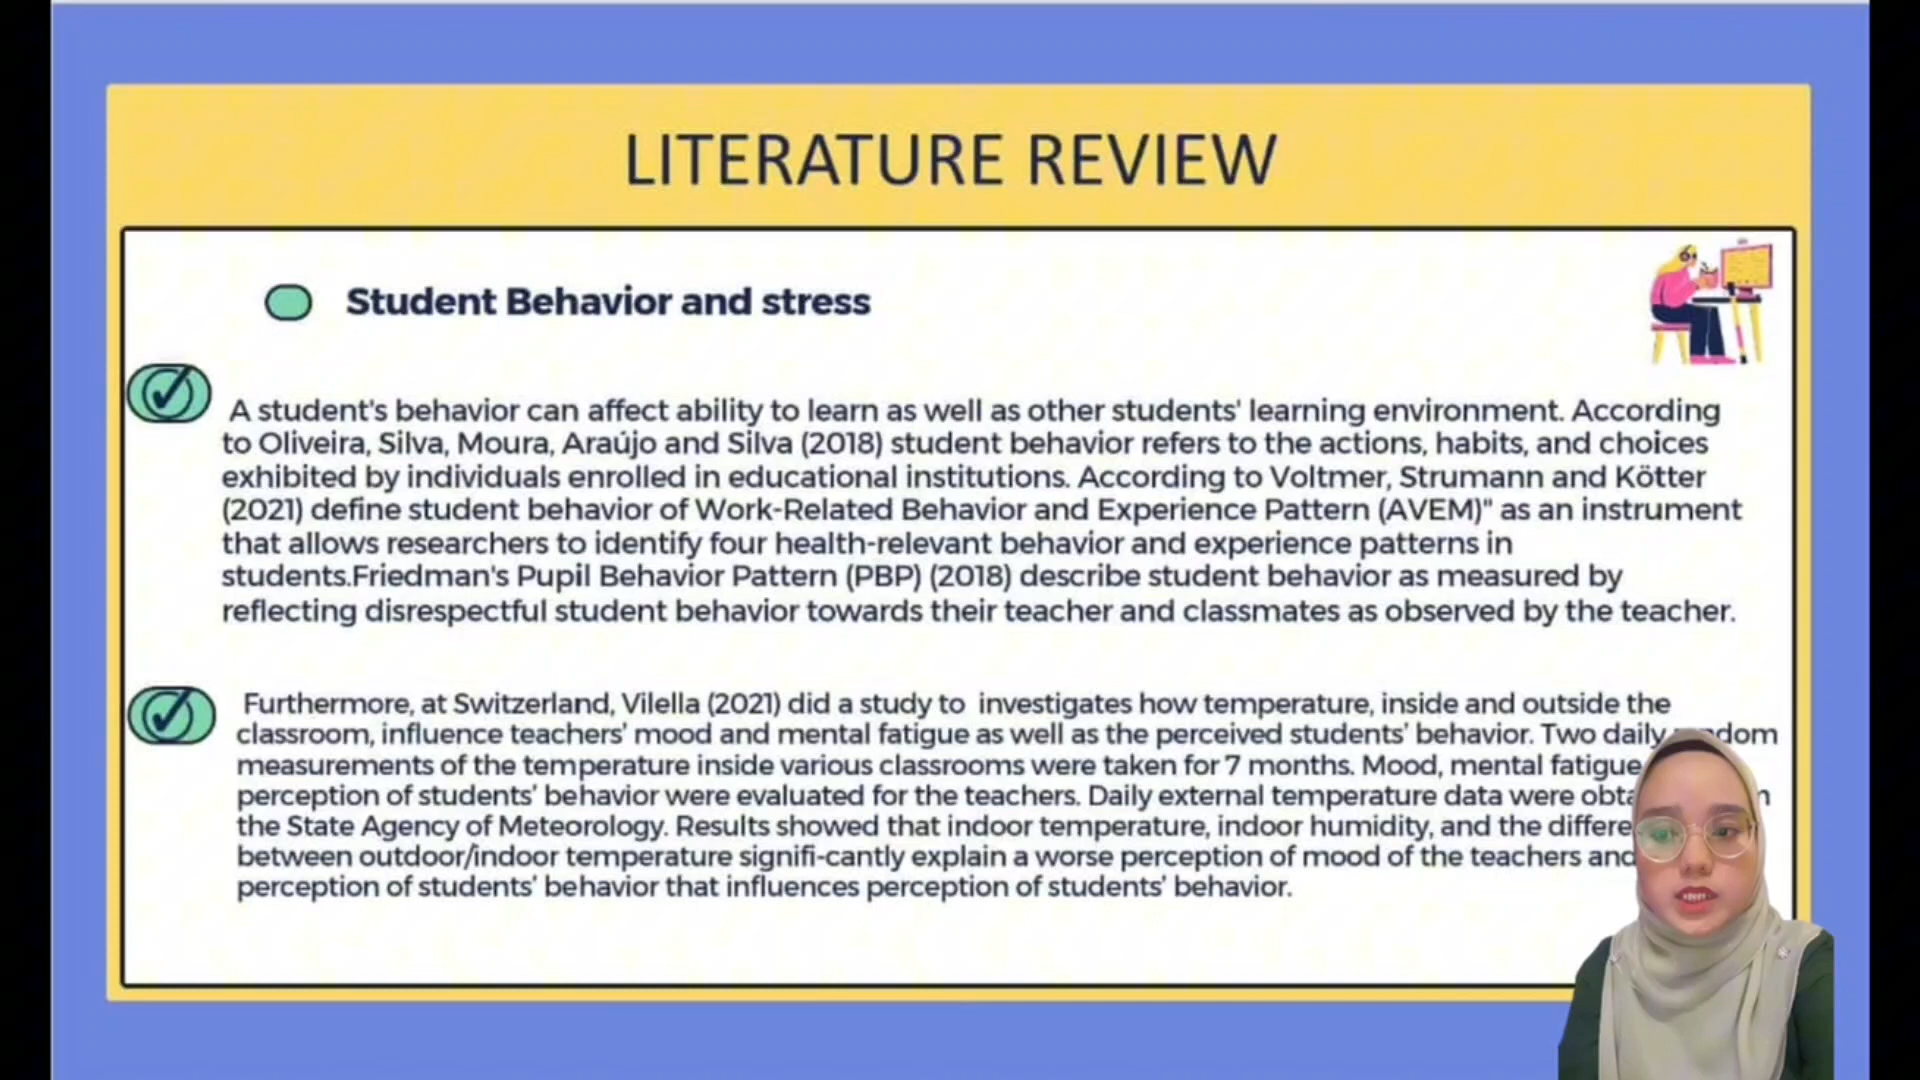 LITERATURE REVIEW
Student Behavior and stress
A student's behavior can affect ability to learn as well as other students' learning environment. According
to Oliveira, Silva, Moura, Araújo and Silva (2018) student behavior refers to the actions, habits, and choices
exhibited by individuals enrolled in educational institutions. According to Voltmer, Strumann and Kötter
(2021) define student behavior of Work-Related Behavior and Experience Pattern (AVEM)" as an instrument
that allows researchers to identify four health-relevant behavior and experience patterns in
students.Friedman's Pupil Behavior Pattern (PBP) (2018) describe student behavior as measured by
reflecting disrespectful student behavior towards their teacher and classmates as observed by the teacher.
Furthermore, at Switzerland, Vilella (2021) did a study to investigates how temperature, inside and outside the
classroom, influence teachers' mood and mental fatigue as well as the perceived students' behavior. Two daily
measurements of the temperature inside various classrooms were taken for 7 months. Mood, mental fatigue
perception of students' behavior were evaluated for the teachers. Daily external temperature data were
the State Agency of Meteorology. Results showed that indoor temperature, indoor humidity, and the
between outdoor/indoor temperature signifi-cantly explain a worse perception of mood of the teachers and
perception of students' behavior that influences perception of students' behavior.